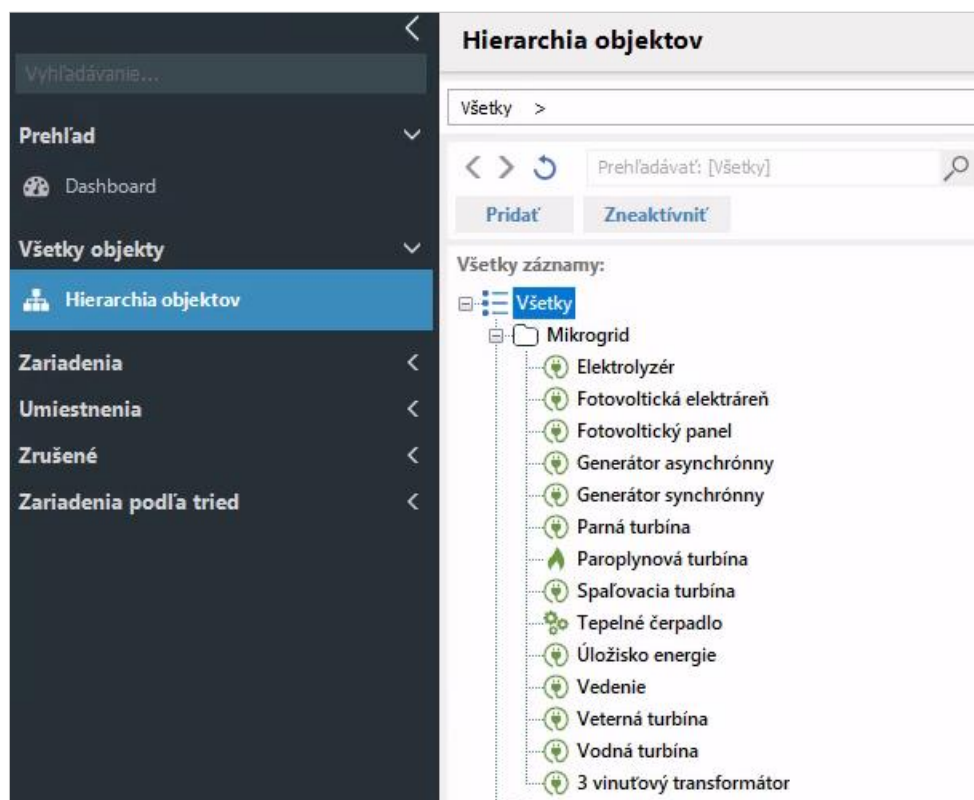 Vyhľadávanie...
Prehľad
Dashboard
Všetky objekty
Hierarchia objektov
Zariadenia
Umiestnenia
Zrušené
Zariadenia podľa tried
Hierarchia objektov
Všetky >
Prehľadávať: [Všetky]
Pridať Zneaktívniť
Všetky záznamy:
Všetky
Mikrogrid
Elektrolyzér
Fotovoltická elektráreň
Fotovoltický panel
Generátor asynchrónny
Generátor synchrónny
Parná turbína
Paroplynová turbína
Spaľovacia turbína
Tepelné čerpadlo
Úložisko energie
Vedenie
Veterná turbína
Vodná turbína
3 vinuťový transformátor